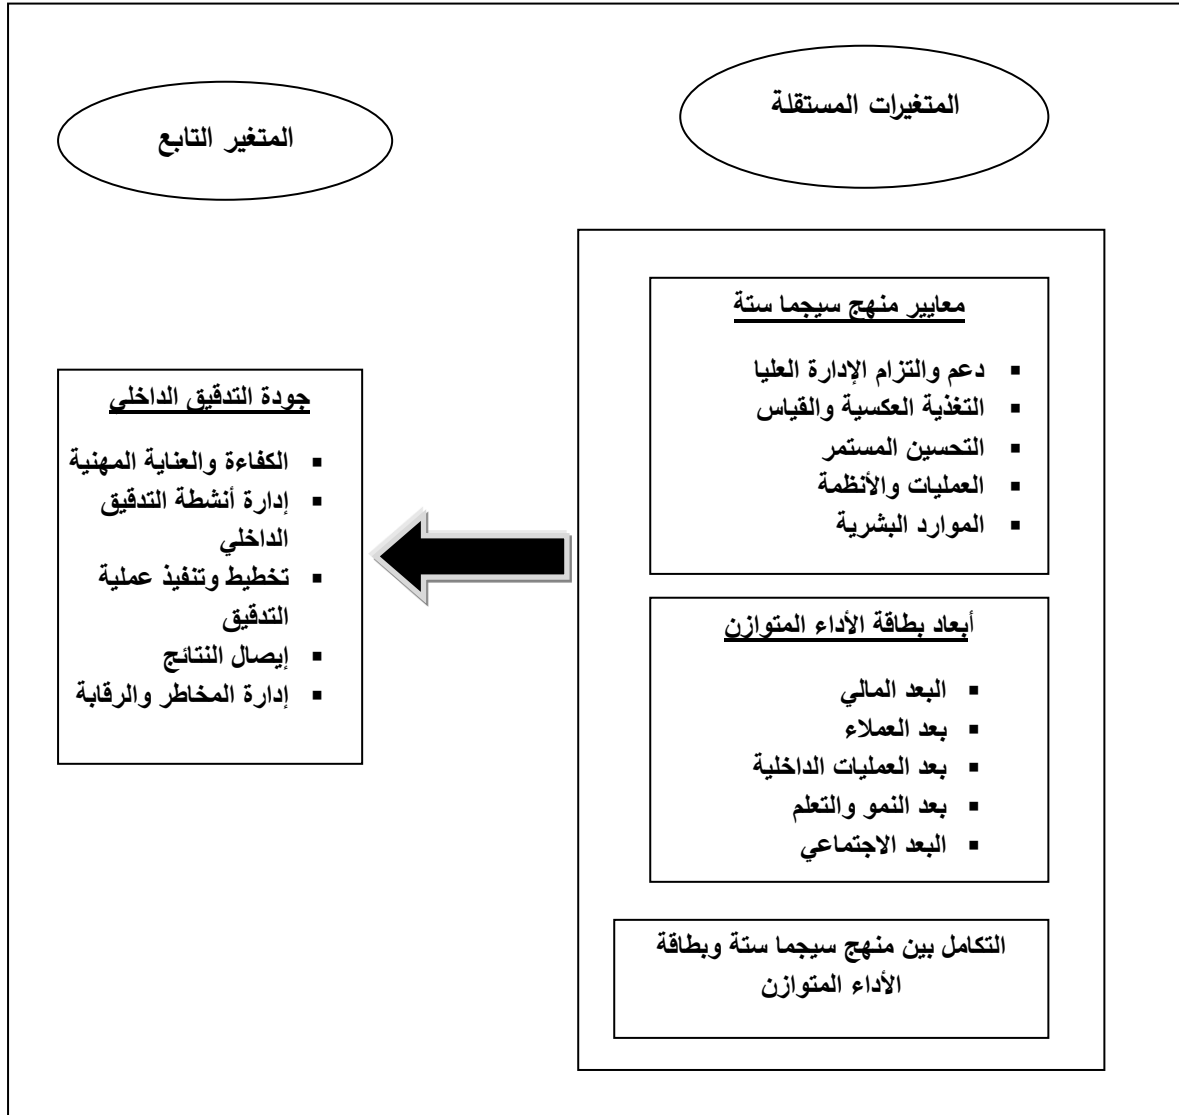 المتغيرات المستقلة
المتغير التابع
معايير منهج سيجما ستة
▪ دعم والتزام الإدارة العليا
▪ التغذية العكسية والقياس
▪ التحسين المستمر
▪ العمليات والأنظمة
▪ الموارد البشرية
أبعاد بطاقة الأداء المتوازن
▪ البعد المالي
▪ بعد العملاء
▪ بعد العمليات الداخلية
▪ بعد النمو والتعلم
▪ البعد الاجتماعي
التكامل بين منهج سيجما ستة وبطاقة
الأداء المتوازن
جودة التدقيق الداخلي
▪ الكفاءة والعناية المهنية
▪ إدارة أنشطة التدقيق
الداخلي
▪ تخطيط وتنفيذ عملية
التدقيق
▪ إيصال النتائج
▪ إدارة المخاطر والرقابة